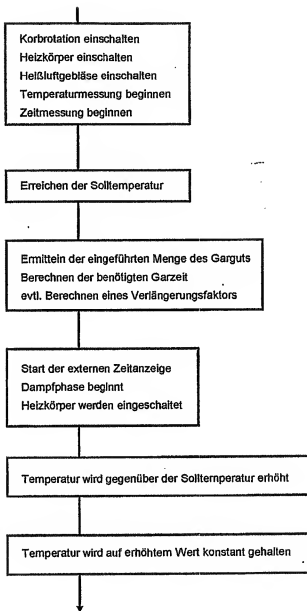 Korbrotation einschalten
Heizkörper einschalten
Heißluftgebläse einschalten
Temperaturmessung beginnen
Zeitmessung beginnen
Erreichen der Solltemperatur
Ermitteln der eingeführten Menge des Garguts
Berechnen der benötigten Garzeit
evtl. Berechnen eines Verlängerungsfaktors
Start der externen Zeitanzeige
Dampfphase beginnt
Heizkörper werden eingeschaltet
Temperatur wird gegenüber der Solltemperatur erhöht
Temperatur wird auf erhöhtem Wert konstant gehalten